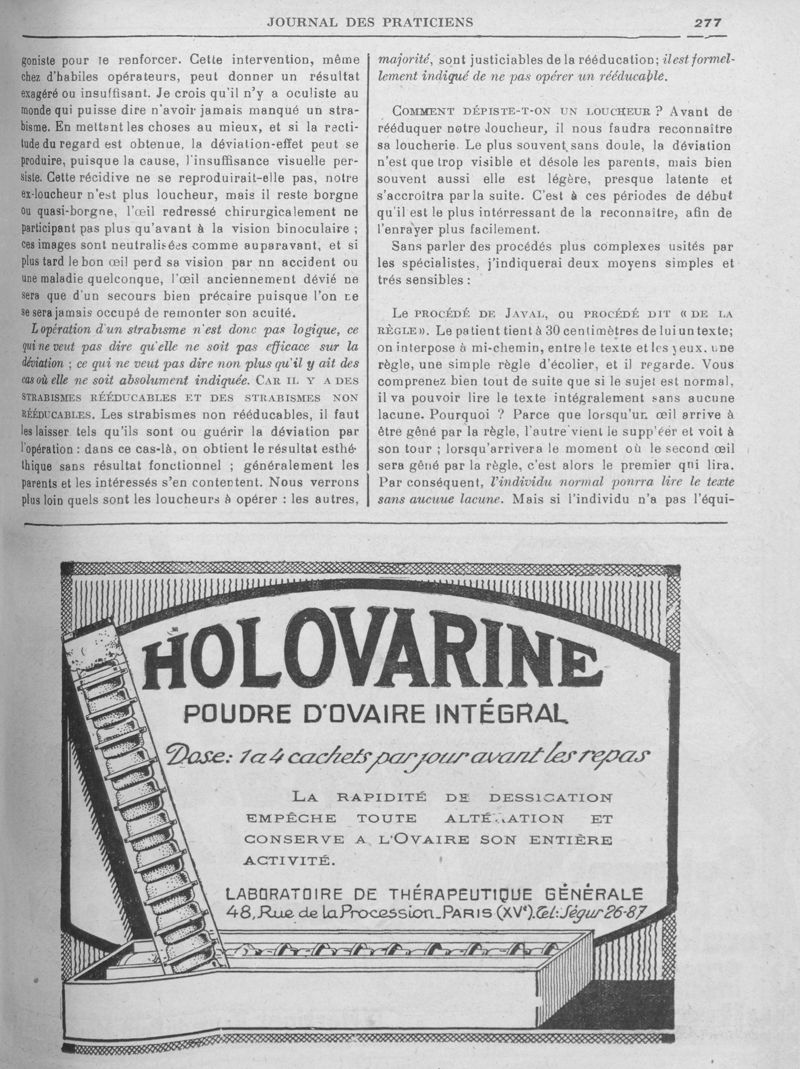 JOURNAL DES PRATICIENS 277
goniste pour le renforcer. Cette intervention, même
chez d'habiles opérateurs, peut donner un résultat
exagéré ou insuffisant. Je crois qu'il n'y a oculiste au
monde qui puisse dire n'avoir jamais manqué un stra-
bisme. En mettant les choses au mieux, et si la recti-
tude du regard est obtenue, la déviation-effet peut se
produire, puisque la cause, l'insuffisance visuelle per-
siste. Cette récidive ne se reproduirait-elle pas, notre
ex-loucheur n'est plus loucheur, mais il reste borgne
ou quasi-borgne, l'œil redressé chirurgicalement ne
participant pas plus qu'avant à la vision binoculaire ;
ces images sont neutralisées comme auparavant, et si
plus tard le bon œil perd sa vision par nn accident ou
une maladie quelconque, l'œil anciennement dévié ne
sera que d'un secours bien précaire puisque l'on ne
se sera jamais occupé de remonter son acuité.
L'opération d'un strabisme n'est donc pas logique, ce
qui ne veut pas dire qu'elle ne soit pas efficace sur la
déviation ; ce qui ne veut pas dire non plus qu'il y ait des
cas où elle ne soit absolument indiquée. CAR IL Y A DES
STRABISMES RÉÉDUCABLES ET DES STRABISMES NON
RÉÉDUCABLES. Les strabismes non rééducables, il faut
les laisser tels qu'ils sont ou guérir la déviation par
l'opération : dans ce cas-là, on obtient le résultat esthé-
thique sans résultat fonctionnel ; généralement les
parents et les intéressés s'en contentent. Nous verrons
plus loin quels sont les loucheurs à opérer : les autres,
majorité, sont justiciables de la rééducation; il est formel-
lement indiqué de ne pas opérer un rééducable.
COMMENT DÉPISTE-T-ON UN LOUCHEUR ? Avant de
rééduquer notre loucheur, il nous faudra reconnaître
sa loucherie. Le plus souvent, sans doute, la déviation
n'est que trop visible et désole les parents, mais bien
souvent aussi elle est légère, presque latente et
s'accroîtra par la suite. C'est à ces périodes de début
qu'il est le plus intérressant de la reconnaître, afin de
l'enrayer plus facilement.
Sans parler des procédés plus complexes usités par
les spécialistes, j'indiquerai deux moyens simples et
très sensibles :
LE PROCÉDÉ DE JAVAL, OU PROCÉDÉ DIT « DE LA
RÈGLE». Le patient tient à 30 centimètres de lui un texte;
on interpose à mi-chemin, entre le texte et les yeux, une
règle, une simple règle d'écolier, et il regarde. Vous
comprenez bien tout de suite que si le sujet est normal,
il va pouvoir lire le texte intégralement sans aucune
lacune. Pourquoi ? Parce que lorsqu'un œil arrive à
être gêné par la règle, l'autre vient le suppléer et voit à
son tour ; lorsqu'arrivera le moment où le second œil
sera gêné par la règle, c'est alors le premier qni lira.
Par conséquent, l'individu normal ponrra lire le texte
sans aucuue lacune. Mais si l'individu n'a pas l'équi-
HOLOVARINE
POUDRE D'OVAIRE INTÉGRAL
Dose: 1 a 4 cachets par jour avant les repas
LA RAPIDITÉ DE DESSICATION
EMPÊCHE TOUTE ALTÉRATION ET
CONSERVE A L'OVAIRE SON ENTIÈRE
ACTIVITÉ.
LABORATOIRE DE THÉRAPEUTIQUE GÉNÉRALE
48, Rue de la Procession_PARIS (XVe). Tel: Ségur 26-87